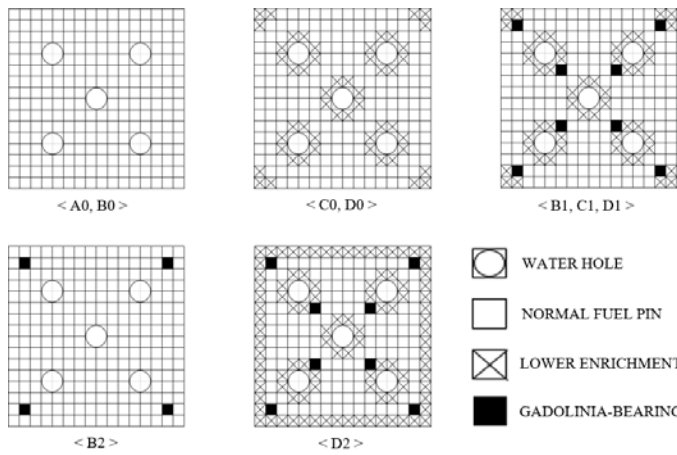 < A0, B0 >
< C0, D0 >
< B1, C1, D1 >
WATER HOLE
NORMAL FUEL PIN
LOWER ENRICHMENT
GADOLINIA-BEARING
< B2 >
< D2 >